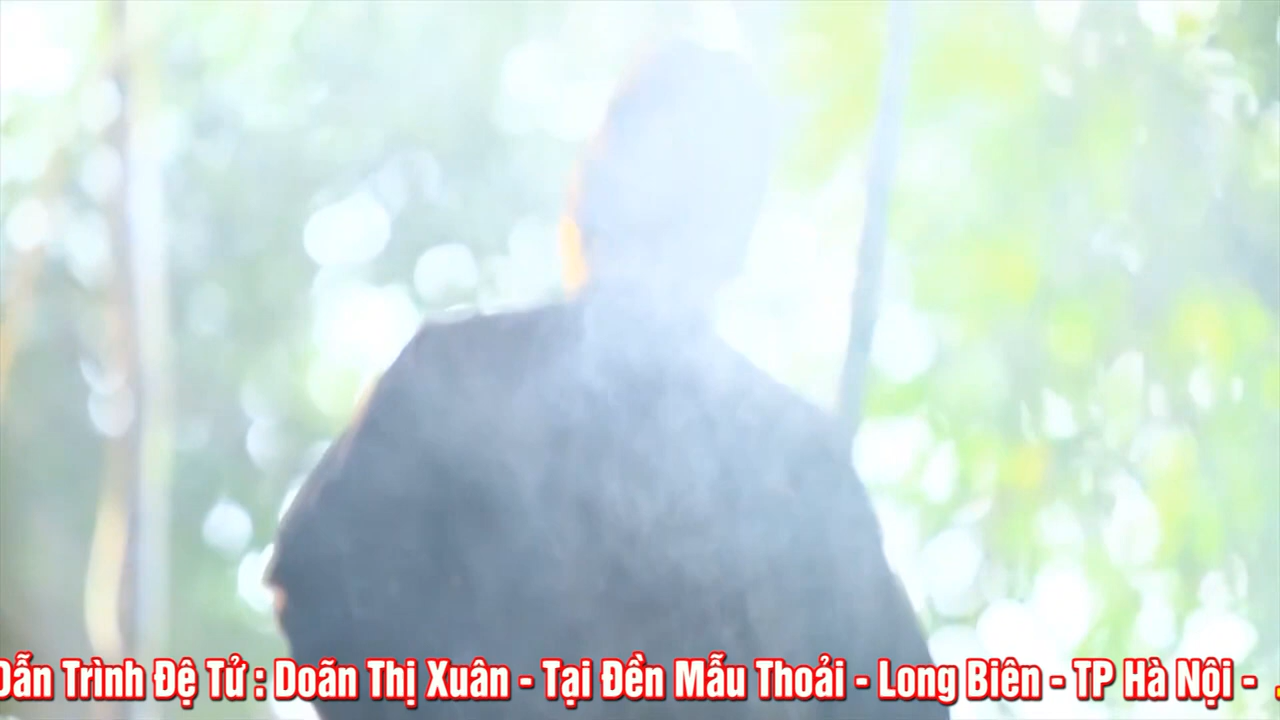 Dẫn Trình Đệ Tử : Doãn Thị Xuân - Tại Đền Mẫu Thoải - Long Biên - TP Hà Nội -